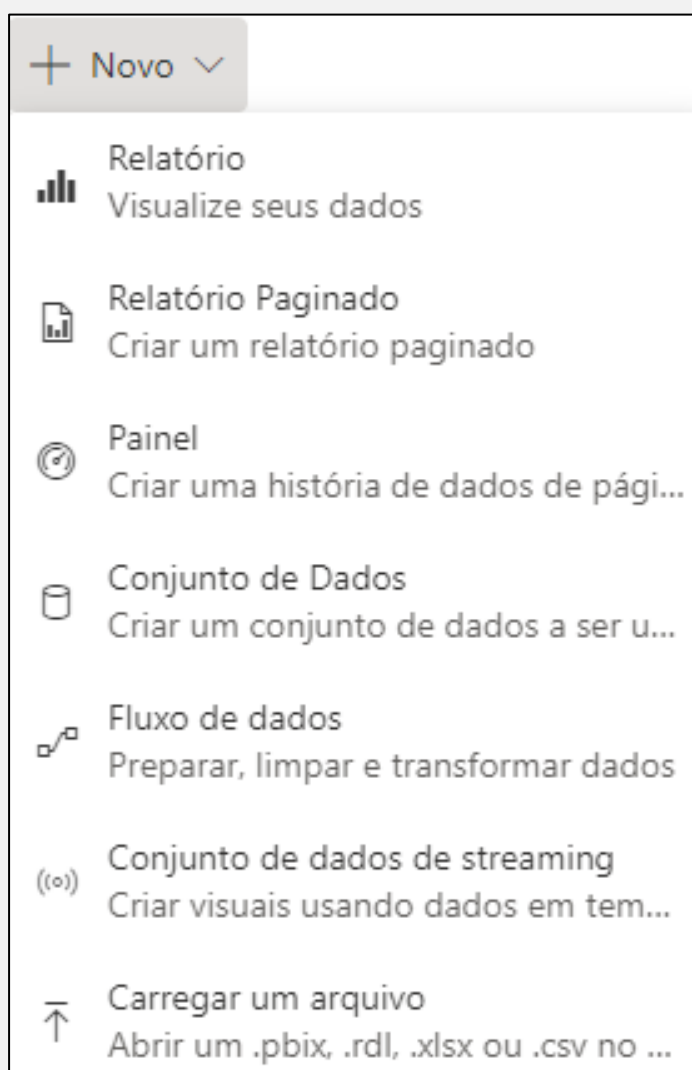 Novo
Relatório
Visualize seus dados
Relatório Paginado
Criar um relatório paginado
Painel
Criar uma história de dados de pági...
Conjunto de Dados
Criar um conjunto de dados a ser u...
Fluxo de dados
Preparar, limpar e transformar dados
Conjunto de dados de streaming
Criar visuais usando dados em tem...
Carregar um arquivo
Abrir um .pbix, .rdl, .xlsx ou .csv no ...